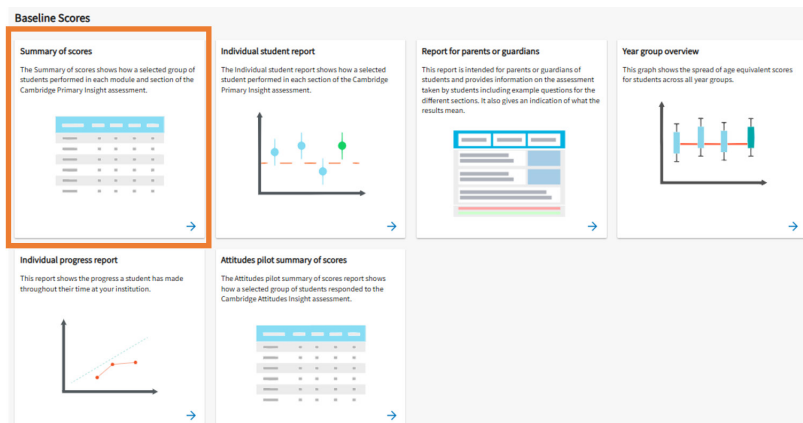 Baseline Scores
Summary of scores
The Summary of scores shows how a selected group of
students performed in each module and section of the
Cambridge Primary Insight assessment.
Individual student report
The Individual student report shows how a selected
student performed in each section of the Cambridge
Primary Insight assessment.
Report for parents or guardians
This report is intended for parents or guardians of
students and provides information on the assessment
taken by students including example questions for the
different sections. It also gives an indication of what the
results mean.
Year group overview
This graph shows the spread of age equivalent scores
for students across all year groups.
Individual progress report
This report shows the progress a student has made
throughout their time at your institution.
Attitudes pilot summary of scores
The Attitudes pilot summary of scores report shows
how a selected group of students responded to the
Cambridge Attitudes Insight assessment.